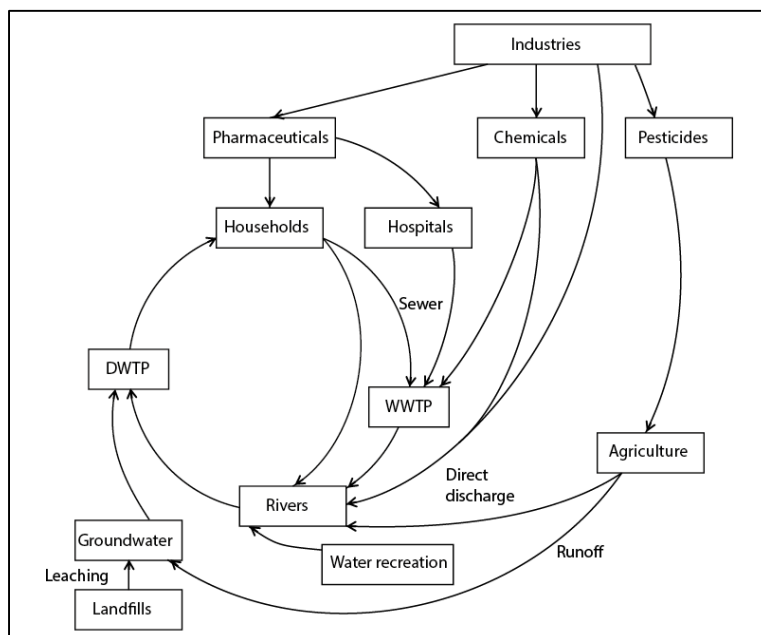 Industries
Pharmaceuticals
Chemicals
Pesticides
Households
Hospitals
Sewer
DWTP
WWTP
Agriculture
Direct
discharge
Rivers
Groundwater
Water recreation
Runoff
Leaching
Landfills